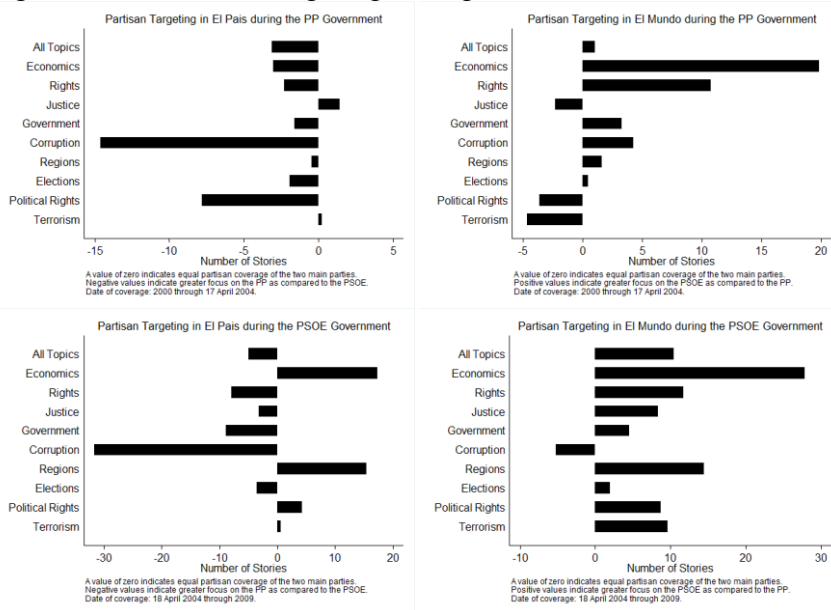 Partisan Targeting in El Pais during the PP Government
All Topics
Economics
Rights
Justice
Government
Corruption
Regions
Elections
Political Rights
Terrorism
-15 -10 -5 0 5
Number of Stories
A value of zero indicates equal partisan coverage of the two main parties.
Negative values indicate greater focus on the PP as compared to the PSOE.
Date of coverage: 2000 through 17 April 2004.
Partisan Targeting in El Mundo during the PP Government
All Topics
Economics
Rights
Justice
Government
Corruption
Regions
Elections
Political Rights
Terrorism
-5 0 5 10 15 20
Number of Stories
A value of zero indicates equal partisan coverage of the two main parties.
Positive values indicate greater focus on the PSOE as compared to the PP.
Date of coverage: 2000 through 17 April 2004.
Partisan Targeting in El Pais during the PSOE Government
All Topics
Economics
Rights
Justice
Government
Corruption
Regions
Elections
Political Rights
Terrorism
-30 -20 -10 0 10 20
Number of Stories
A value of zero indicates equal partisan coverage of the two main parties.
Negative values indicate greater focus on the PP as compared to the PSOE.
Date of coverage: 18 April 2004 through 2009.
Partisan Targeting in El Mundo during the PSOE Government
All Topics
Economics
Rights
Justice
Government
Corruption
Regions
Elections
Political Rights
Terrorism
-10 0 10 20 30
Number of Stories
A value of zero indicates equal partisan coverage of the two main parties.
Positive values indicate greater focus on the PSOE as compared to the PP.
Date of coverage: 18 April 2004 through 2009.